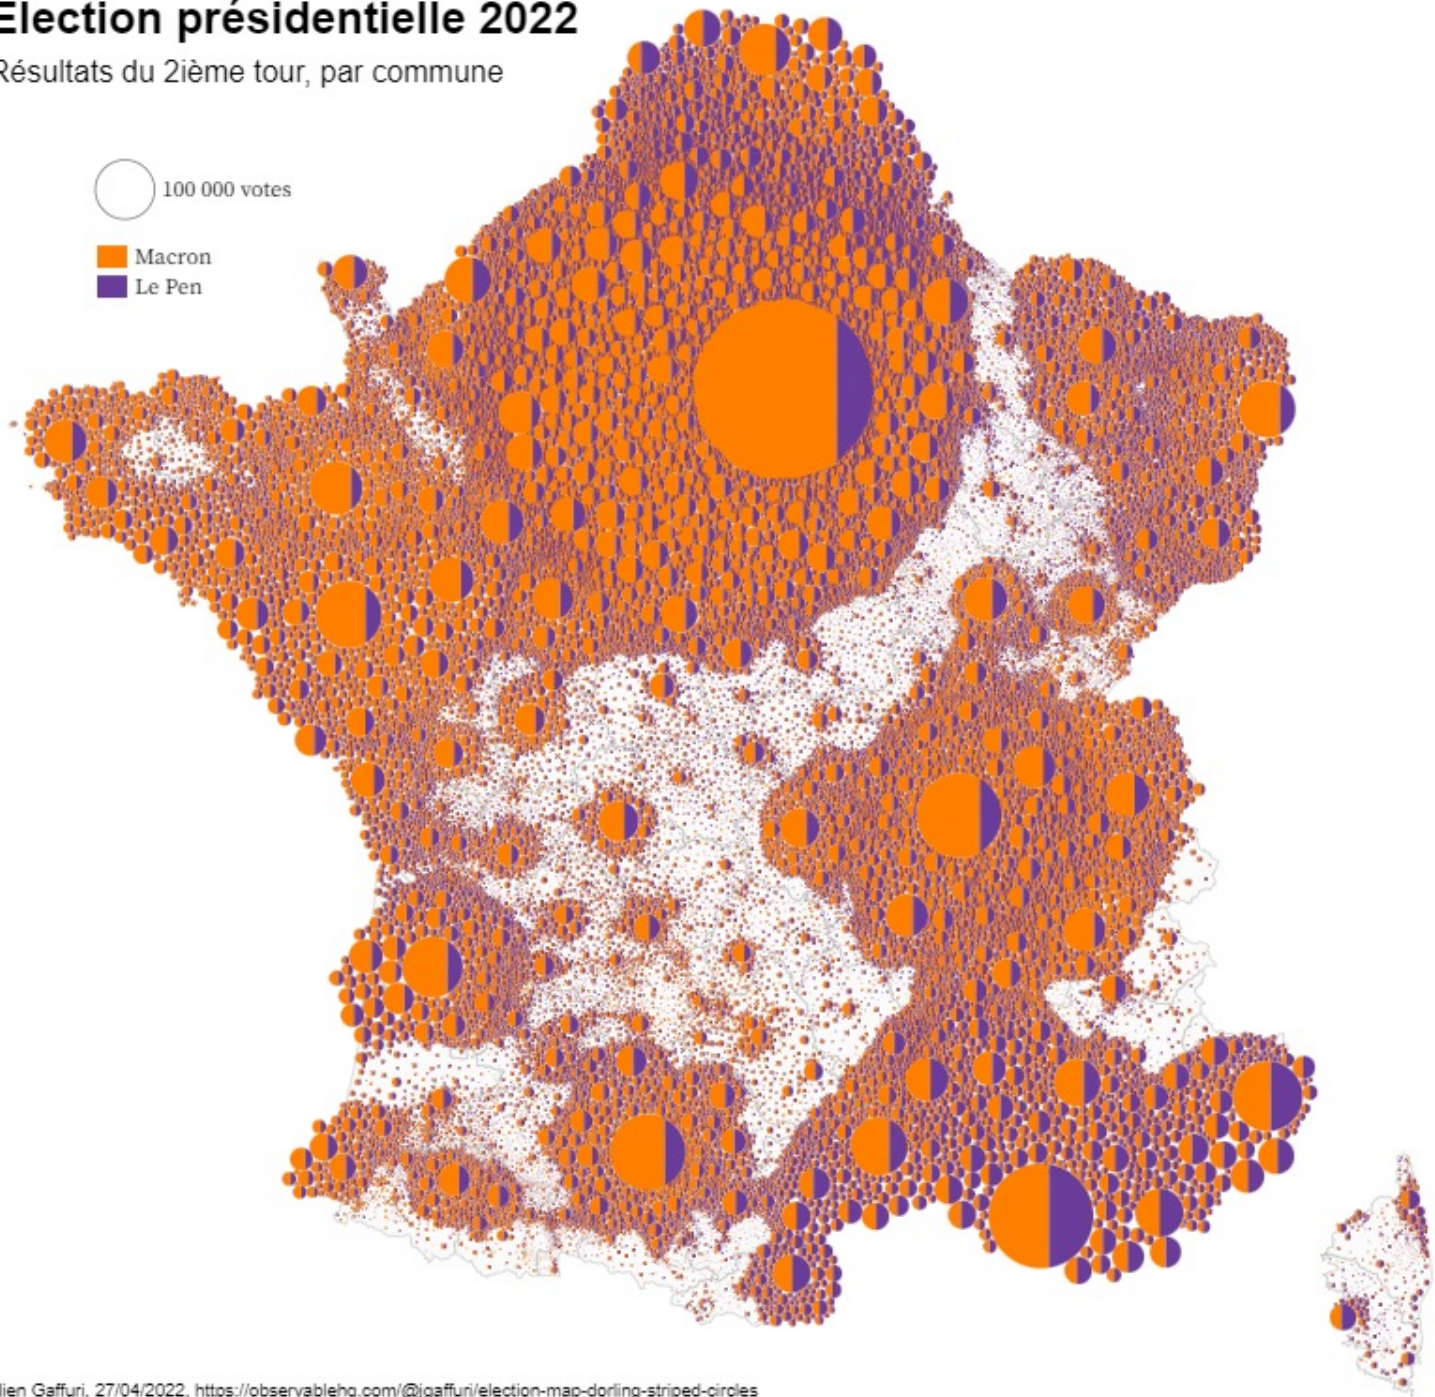 Election présidentielle 2022
Résultats du 2ième tour, par commune
100 000 votes
Macron
Le Pen
lien Gaffuri, 27/04/2022, https://observablehq.com/@jgaffuri/election-map-dorling-striped-circles